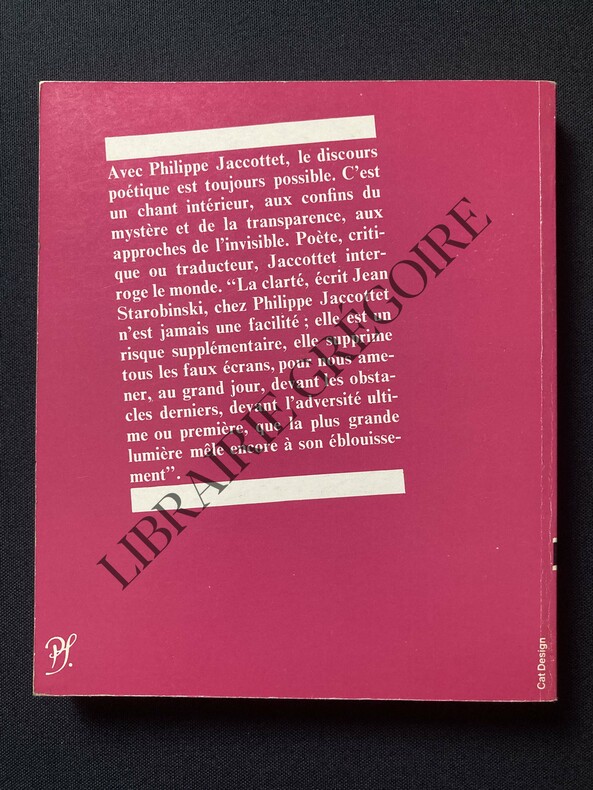 Avec Philippe Jaccottet, le discours
poétique est toujours possible. C'est
un chant intérieur, aux confins du
mystère et de la transparence, aux
approches de l'invisible. Poète, criti-
que ou traducteur, Jaccottet inter-
roge le monde. "La clarté, écrit Jean
Starobinski, chez Philippe Jaccottet
n'est jamais une facilité ; elle est un
risque supplémentaire, elle supprime
tous les faux écrans, pour nous ame-
ner, au grand jour, devant les obsta-
cles derniers, devant l'adversité ulti-
me ou première, que la plus grande
lumière mêle encore à son éblouisse-
ment".
LIBRAIRIE GRÉGOIRE
PS.
Cat Design